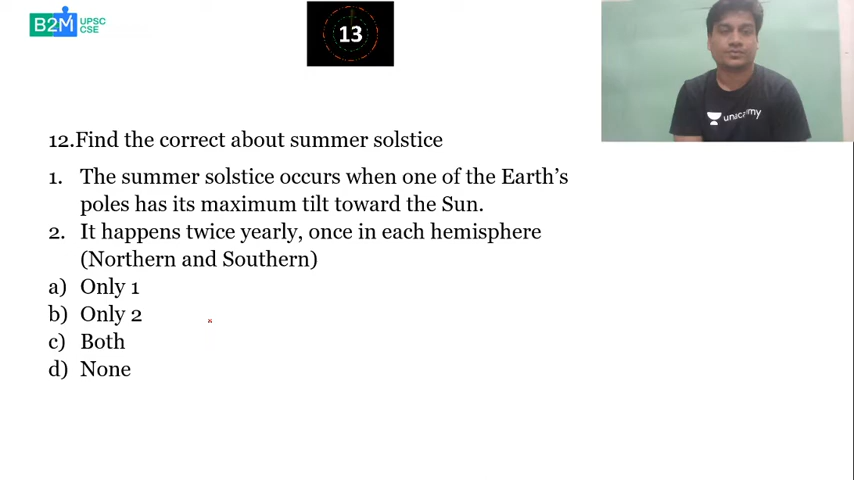 B2M UPSC
CSE
13
unacademy
12.Find the correct about summer solstice
1. The summer solstice occurs when one of the Earth's
poles has its maximum tilt toward the Sun.
2. It happens twice yearly, once in each hemisphere
(Northern and Southern)
a) Only 1
b) Only 2
c) Both
d) None